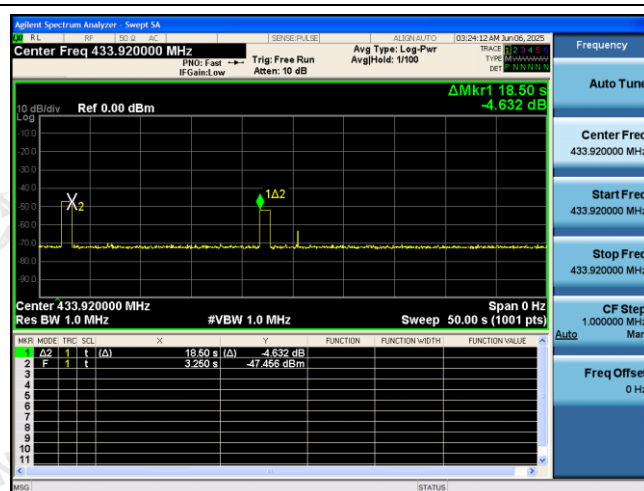 Agilent Spectrum Analyzer - Swept SA
LXI RL RF 50 Ω AC SENSE:PULSE ALIGN AUTO 03:24:12 AM Jun 06, 2025
Center Freq 433.920000 MHz
PNO: Fast Trig: Free Run Avg Type: Log-Pwr TRACE 1 2 3 4 5 6
IFGain:Low Atten: 10 dB Avg|Hold: 1/100 TYPE M
DET P N N N N N
ΔMkr1 18.50 s
-4.632 dB
10 dB/div Ref 0.00 dBm
Log
-10.0
-20.0
-30.0
-40.0
-50.0
-60.0
-70.0
-80.0
-90.0
X2
1Δ2
Center 433.920000 MHz Span 0 Hz
Res BW 1.0 MHz #VBW 1.0 MHz Sweep 50.00 s (1001 pts)
MKR MODE TRC SCL X Y FUNCTION FUNCTION WIDTH FUNCTION VALUE
1 Δ2 1 t (Δ) 18.50 s (Δ) -4.632 dB
2 F 1 t 3.250 s -47.456 dBm
3
4
5
6
7
8
9
10
11
MSG STATUS
Frequency
Auto Tune
Center Freq
433.920000 MHz
Start Freq
433.920000 MHz
Stop Freq
433.920000 MHz
CF Step
1.000000 MHz
Auto Man
Freq Offset
0 Hz